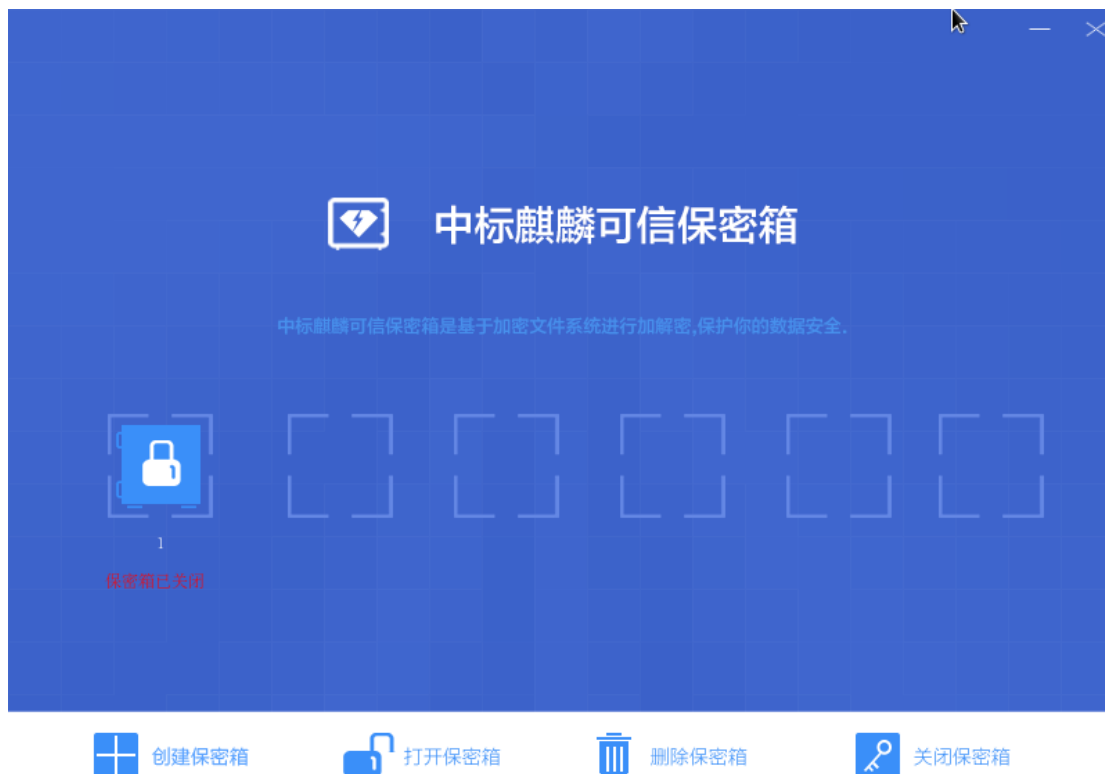 中标麒麟可信保密箱
中标麒麟可信保密箱是基于加密文件系统进行加解密,保护你的数据安全.
1
保密箱已关闭
创建保密箱
打开保密箱
删除保密箱
关闭保密箱